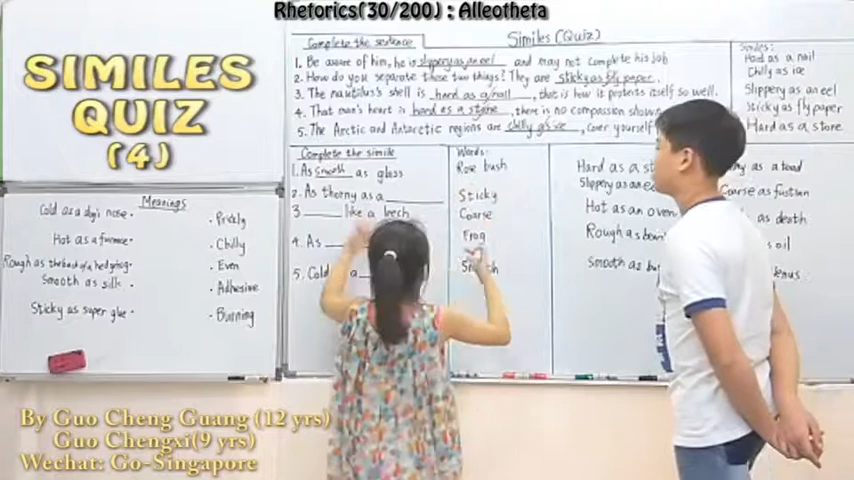 Rhetorics(30/200) : Alleotheta
SIMILES
QUIZ
(4)
Complete the sentence
Similes (Quiz)
1. Be aware of him, he is slippery as an eel and may not complete his job
2. How do you separate these two things? They are sticky as fly paper.
3. The nautilus's shell is hard as a nail, that is how it protects itself so well.
4. That man's heart is hard as a stone, there is no compassion shown
5. The Arctic and Antarctic regions are chilly as ice, cover yourself
Similes:
Hard as a nail
Chilly as ice
Slippery as an eel
Sticky as fly paper
Hard as a stone
Meanings
Cold as a dog's nose
Hot as a furnace
Rough as the back of a hedgehog
Smooth as silk
Sticky as super glue
Prickly
Chilly
Even
Adhesive
Burning
Complete the simile
1. As smooth as glass
2. As thorny as a
3 like a leech
4. As
5. Cold a
Words:
Rose bush
Sticky
Coarse
Frog
Hard as a
Slippery as an
Hot as an oven
Rough as
Smooth as
as a toad
Coarse as fustian
as death
oil
By Guo Cheng Guang (12 yrs)
Guo Chengxi(9 yrs)
Wechat: Go-Singapore